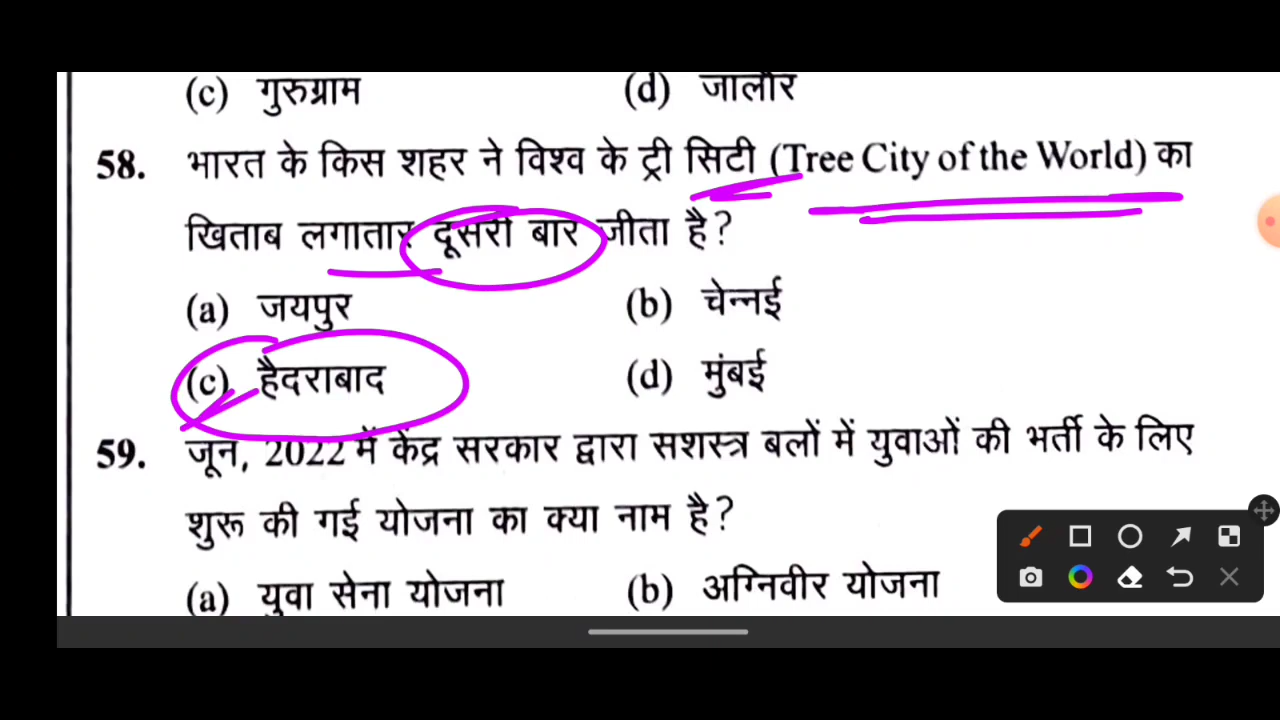 (c) गुरुग्राम (d) जालौर
58. भारत के किस शहर ने विश्व के ट्री सिटी (Tree City of the World) का
खिताब लगातार दूसरी बार जीता है?
(a) जयपुर (b) चेन्नई
(c) हैदराबाद (d) मुंबई
59. जून, 2022 में केंद्र सरकार द्वारा सशस्त्र बलों में युवाओं की भर्ती के लिए
शुरू की गई योजना का क्या नाम है?
(a) युवा सेना योजना (b) अग्निवीर योजना